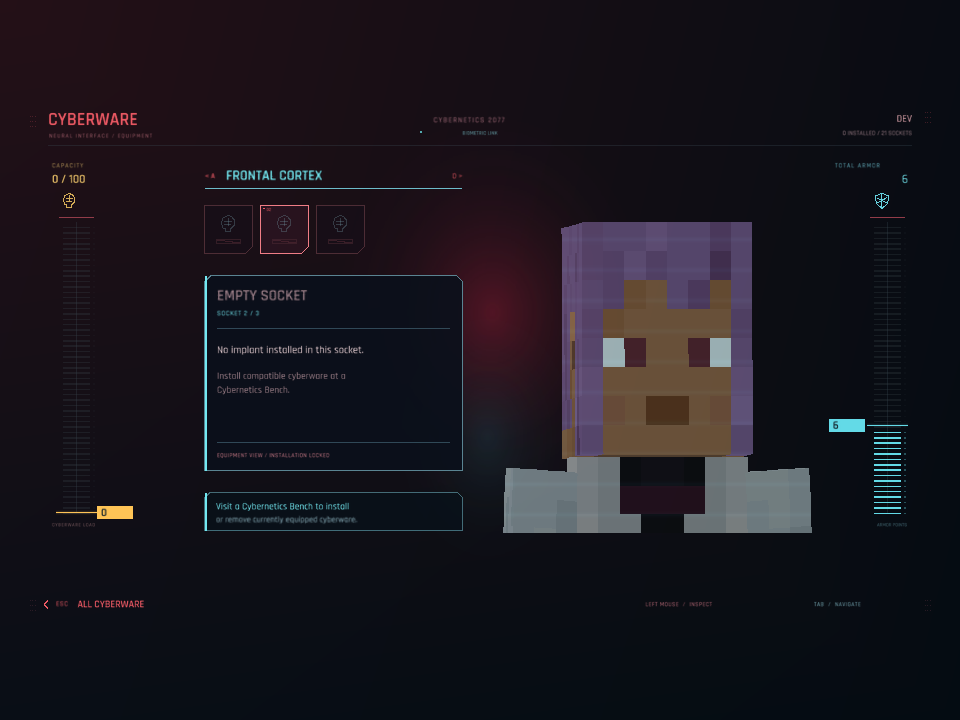 CYBERWARE
NEURAL INTERFACE / EQUIPMENT
CYBERNETICS 2077
BIOMETRIC LINK
DEV
0 INSTALLED / 21 SOCKETS
CAPACITY
0 / 100
TOTAL ARMOR
6
< A
FRONTAL CORTEX
D >
EMPTY SOCKET
SOCKET 2 / 3
No implant installed in this socket.
Install compatible cyberware at a
Cybernetics Bench.
EQUIPMENT VIEW / INSTALLATION LOCKED
Visit a Cybernetics Bench to install
or remove currently equipped cyberware.
0
CYBERWARE LOAD
6
ARMOR POINTS
ESC
ALL CYBERWARE
LEFT MOUSE / INSPECT
TAB / NAVIGATE